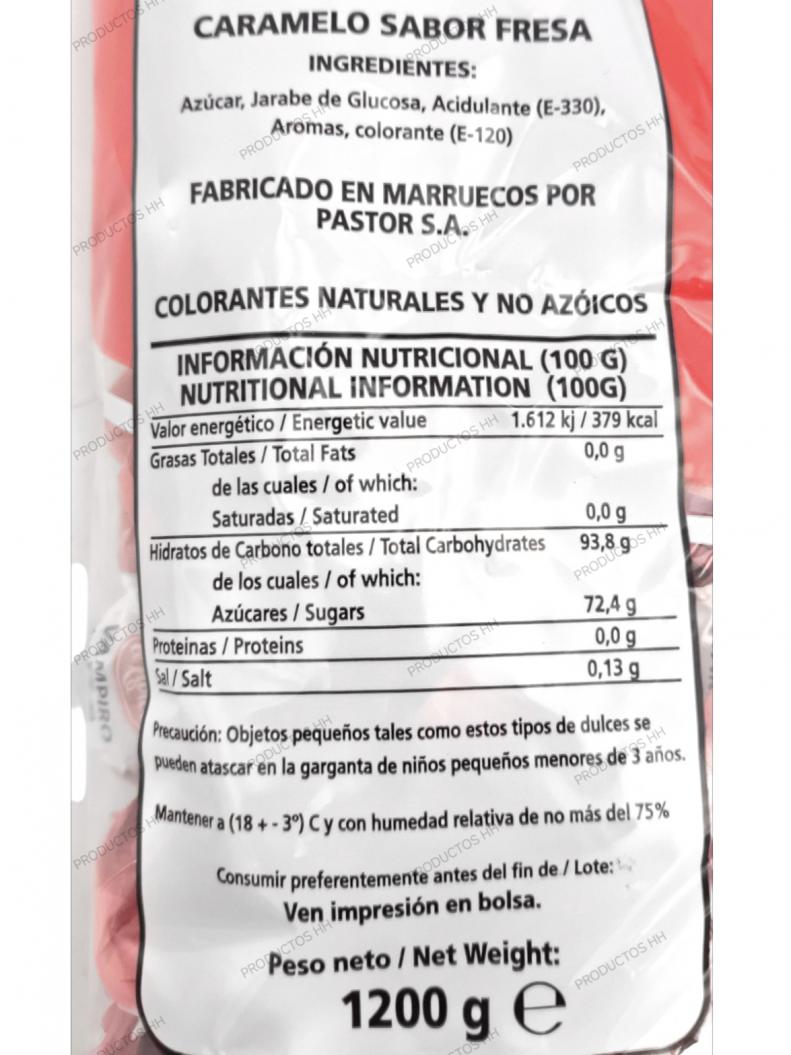 CARAMELO SABOR FRESA
INGREDIENTES:
Azúcar, Jarabe de Glucosa, Acidulante (E-330),
Aromas, colorante (E-120)
FABRICADO EN MARRUECOS POR
PASTOR S.A.
COLORANTES NATURALES Y NO AZÓICOS
INFORMACIÓN NUTRICIONAL (100 G)
NUTRITIONAL INFORMATION (100G)
Valor energético / Energetic value 1.612 kj / 379 kcal
Grasas Totales / Total Fats 0,0 g
de las cuales / of which:
Saturadas / Saturated 0,0 g
Hidratos de Carbono totales / Total Carbohydrates 93,8 g
de los cuales / of which:
Azúcares / Sugars 72,4 g
Proteinas / Proteins 0,0 g
Sal / Salt 0,13 g
Precaución: Objetos pequeños tales como estos tipos de dulces se
pueden atascar en la garganta de niños pequeños menores de 3 años.
Mantener a (18 + - 3º) C y con humedad relativa de no más del 75%
Consumir preferentemente antes del fin de / Lote:
Ven impresión en bolsa.
Peso neto / Net Weight:
1200 g e
VAMPIRO
PRODUCTOS HH